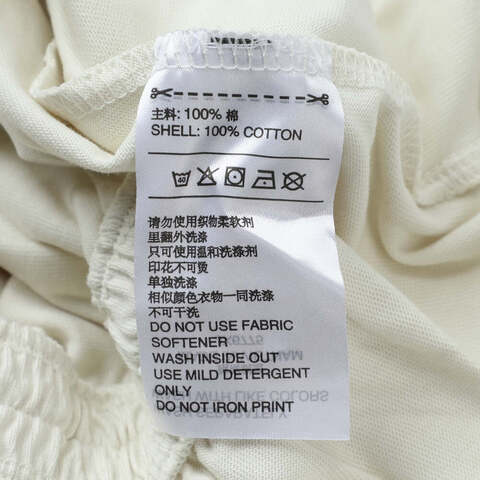 主料: 100% 棉
SHELL: 100% COTTON
40
请勿使用织物柔软剂
里翻外洗涤
只可使用温和洗涤剂
印花不可烫
单独洗涤
相似颜色衣物一同洗涤
不可干洗
DO NOT USE FABRIC
SOFTENER
WASH INSIDE OUT
USE MILD DETERGENT
ONLY
DO NOT IRON PRINT